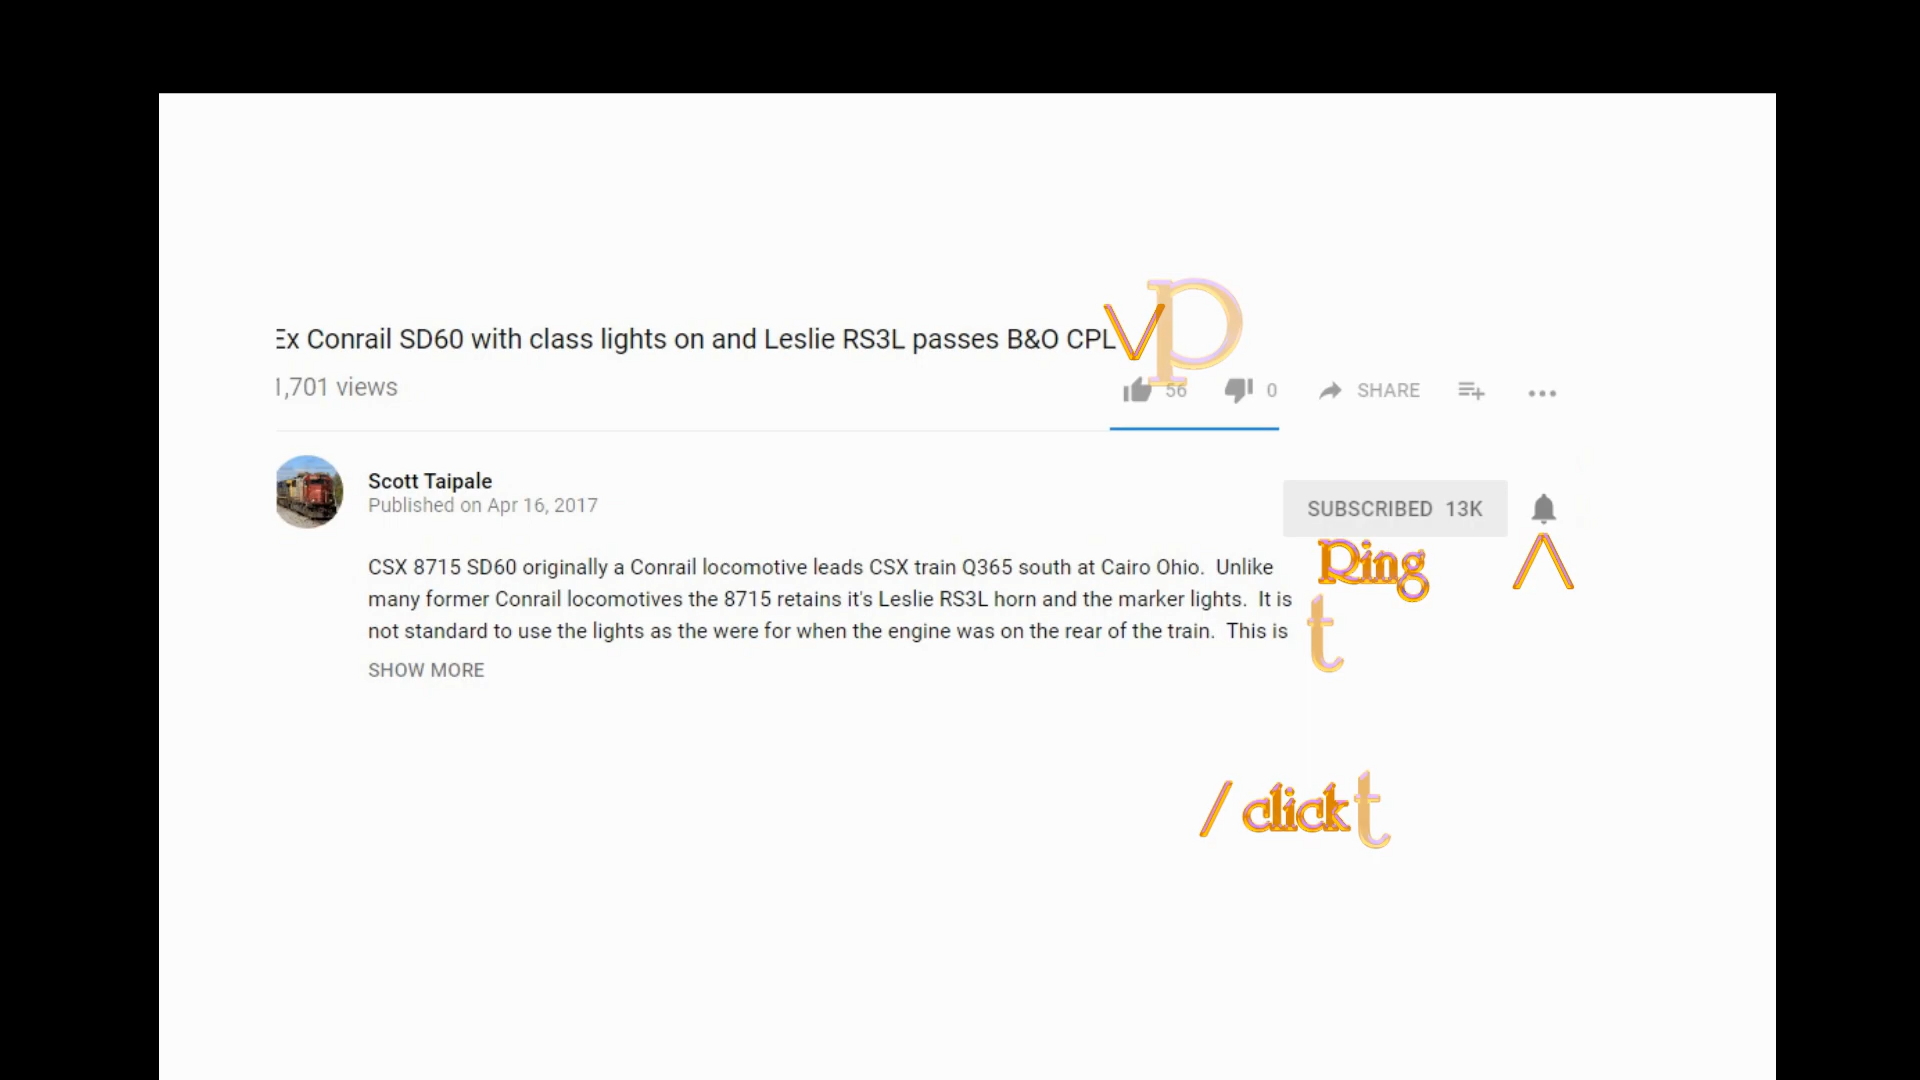 Ex Conrail SD60 with class lights on and Leslie RS3L passes B&O CPL
V p
1,701 views
56 0 SHARE
Scott Taipale
Published on Apr 16, 2017
SUBSCRIBED 13K
CSX 8715 SD60 originally a Conrail locomotive leads CSX train Q365 south at Cairo Ohio. Unlike
many former Conrail locomotives the 8715 retains it's Leslie RS3L horn and the marker lights. It is
not standard to use the lights as the were for when the engine was on the rear of the train. This is
SHOW MORE
Ring t
/ click t